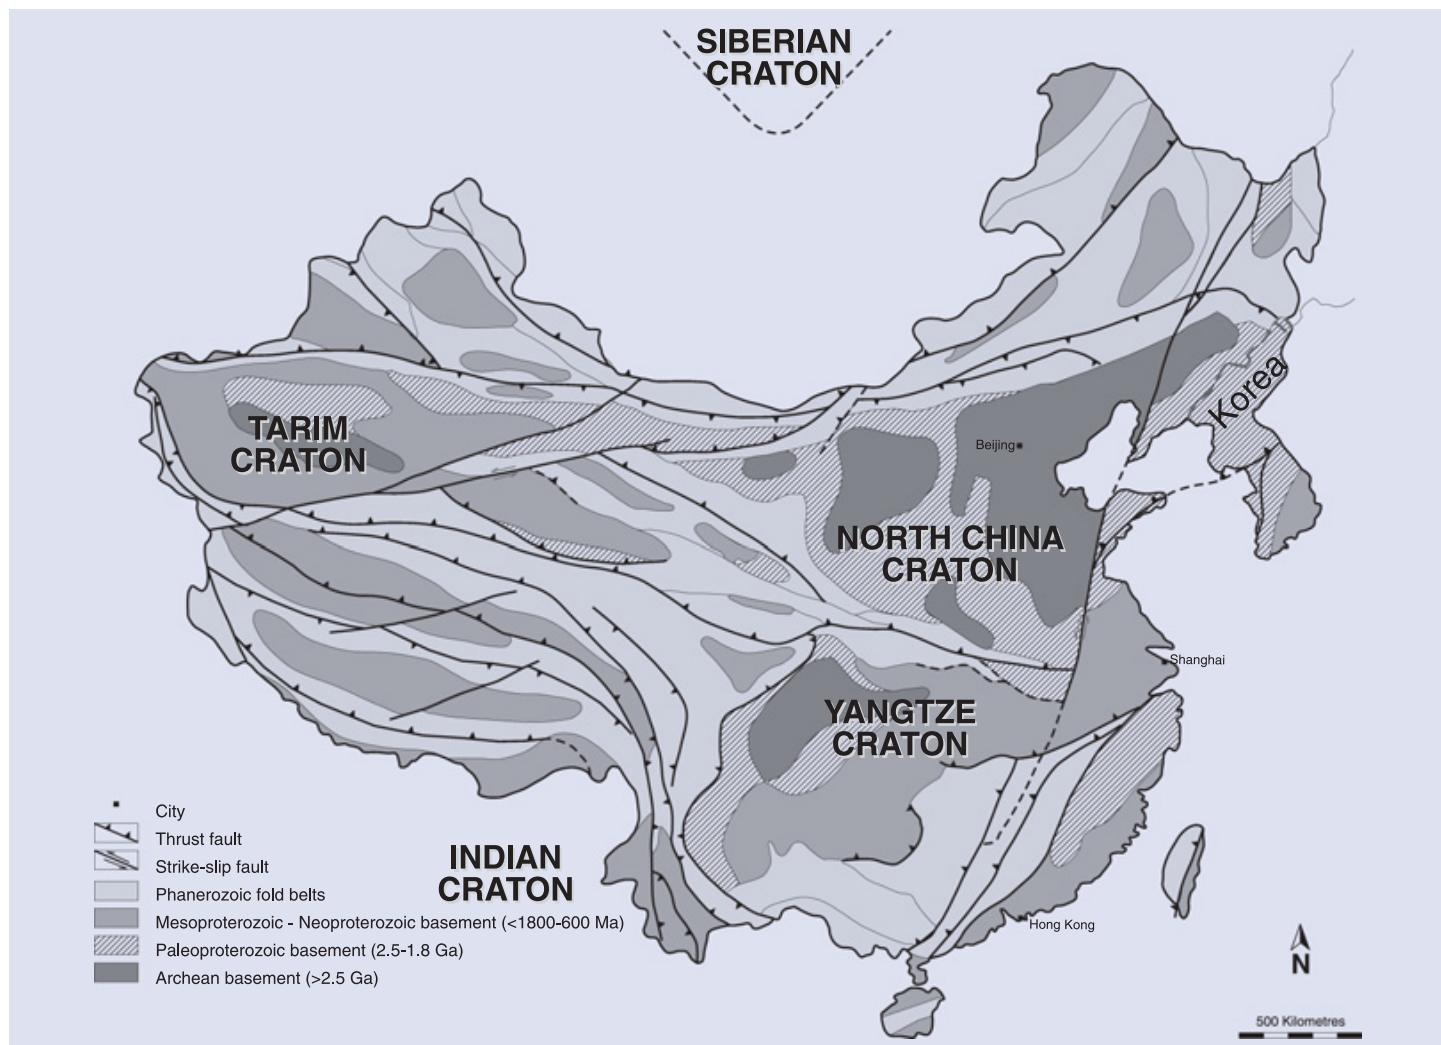 SIBERIAN
CRATON
TARIM
CRATON
Beijing
Korea
NORTH CHINA
CRATON
Shanghai
YANGTZE
CRATON
INDIAN
CRATON
Hong Kong
City
Thrust fault
Strike-slip fault
Phanerozoic fold belts
Mesoproterozoic - Neoproterozoic basement (<1800-600 Ma)
Paleoproterozoic basement (2.5-1.8 Ga)
Archean basement (>2.5 Ga)
N
500 Kilometres